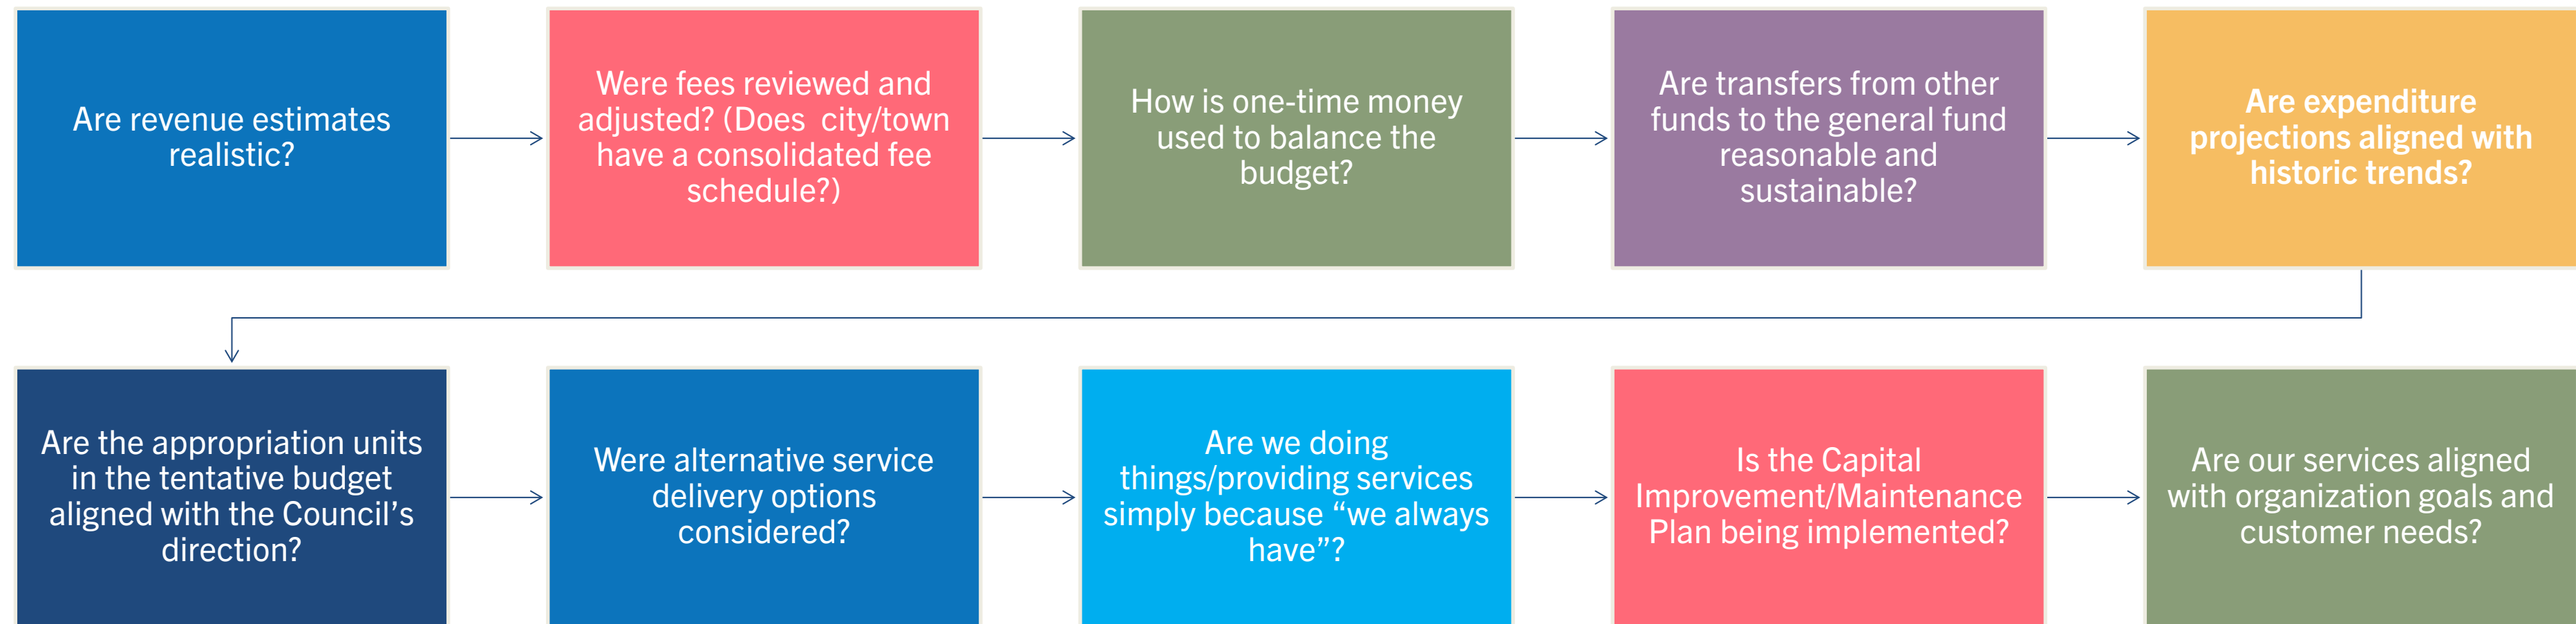 Are revenue estimates
realistic?
Were fees reviewed and
adjusted? (Does  city/town
have a consolidated fee
schedule?)
How is one-time money
used to balance the
budget?
Are transfers from other
funds to the general fund
reasonable and
sustainable?
Are expenditure
projections aligned with
historic trends?
Are the appropriation units
in the tentative budget
aligned with the Council’s
direction?
Were alternative service
delivery options
considered?
Are we doing
things/providing services
simply because “we always
have”?
Is the Capital
Improvement/Maintenance
Plan being implemented?
Are our services aligned
with organization goals and
customer needs?